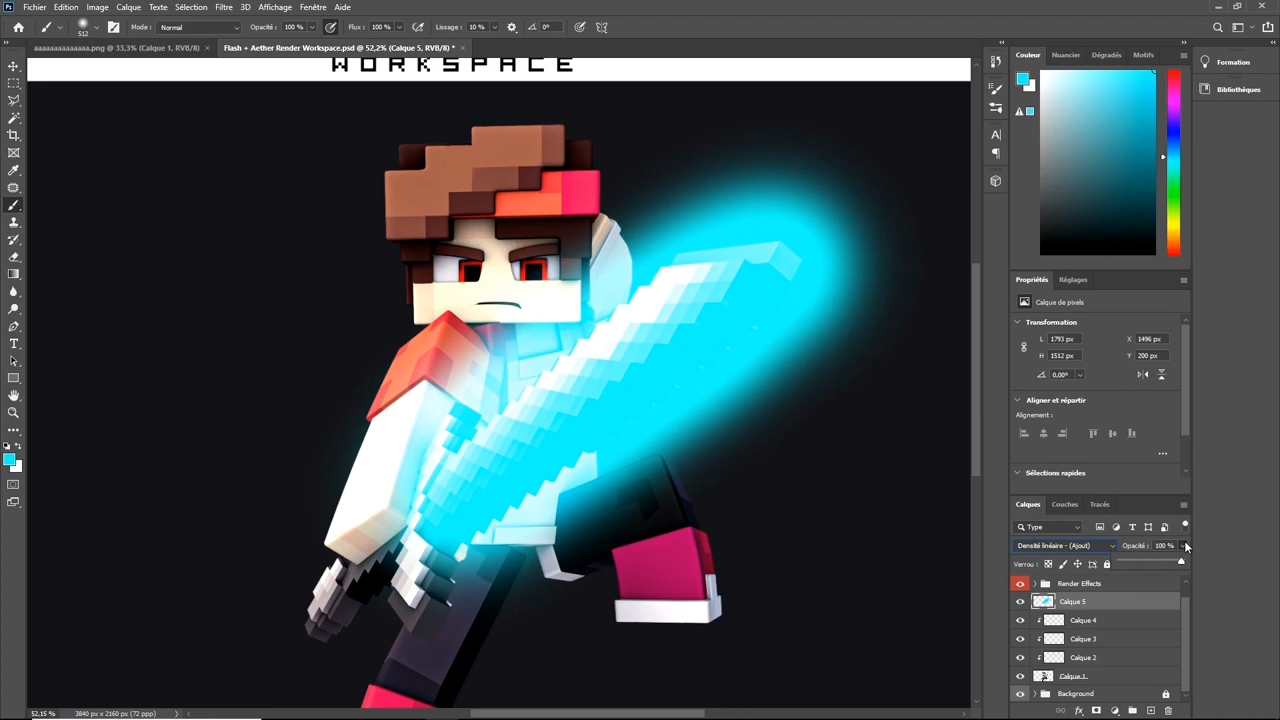 Fichier Edition Image Calque Texte Sélection Filtre 3D Affichage Fenêtre Aide
512 Mode : Normal Opacité : 100 % Flux : 100 % Lissage : 10 % 0°
aaaaaaaaaaaaaa.png @ 33,3% (Calque 1, RVB/8) × Flash + Aether Render Workspace.psd @ 52,2% (Calque 5, RVB/8) * ×
WORKSPACE
Couleur Nuancier Dégradés Motifs
Formation
Bibliothèques
Propriétés Réglages
Calque de pixels
Transformation
L 1793 px X 1496 px
H 1512 px Y 200 px
0,00°
Aligner et répartir
Alignement :
Sélections rapides
Calques Couches Tracés
Type
Densité linéaire - (Ajout) Opacité : 100 %
Verrou :
Render Effects
Calque 5
Calque 4
Calque 3
Calque 2
Calque 1
Background
52,15 % 3840 px x 2160 px (72 ppp)